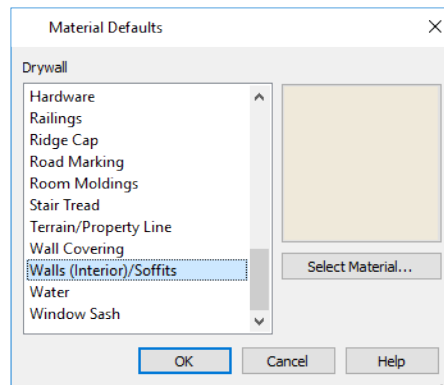 Material Defaults
Drywall
Hardware
Railings
Ridge Cap
Road Marking
Room Moldings
Stair Tread
Terrain/Property Line
Wall Covering
Walls (Interior)/Soffits
Water
Window Sash
Select Material...
OK
Cancel
Help